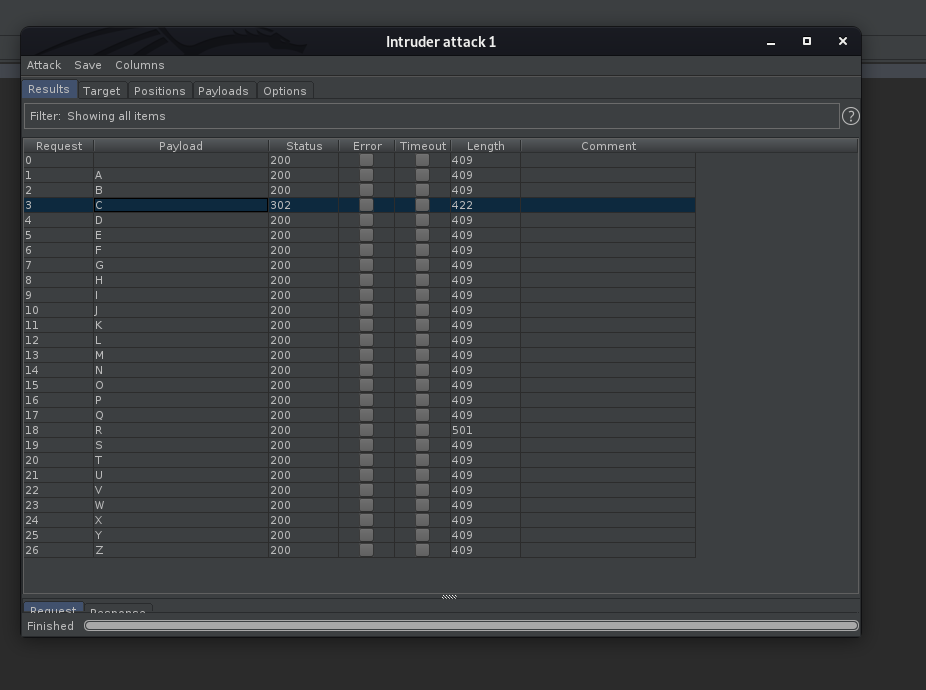 Intruder attack 1
Attack Save Columns
Results Target Positions Payloads Options
Filter: Showing all items ?
Request Payload Status Error Timeout Length Comment
0 200 409
1 A 200 409
2 B 200 409
3 C 302 422
4 D 200 409
5 E 200 409
6 F 200 409
7 G 200 409
8 H 200 409
9 I 200 409
10 J 200 409
11 K 200 409
12 L 200 409
13 M 200 409
14 N 200 409
15 O 200 409
16 P 200 409
17 Q 200 409
18 R 200 501
19 S 200 409
20 T 200 409
21 U 200 409
22 V 200 409
23 W 200 409
24 X 200 409
25 Y 200 409
26 Z 200 409
Request Response
Finished